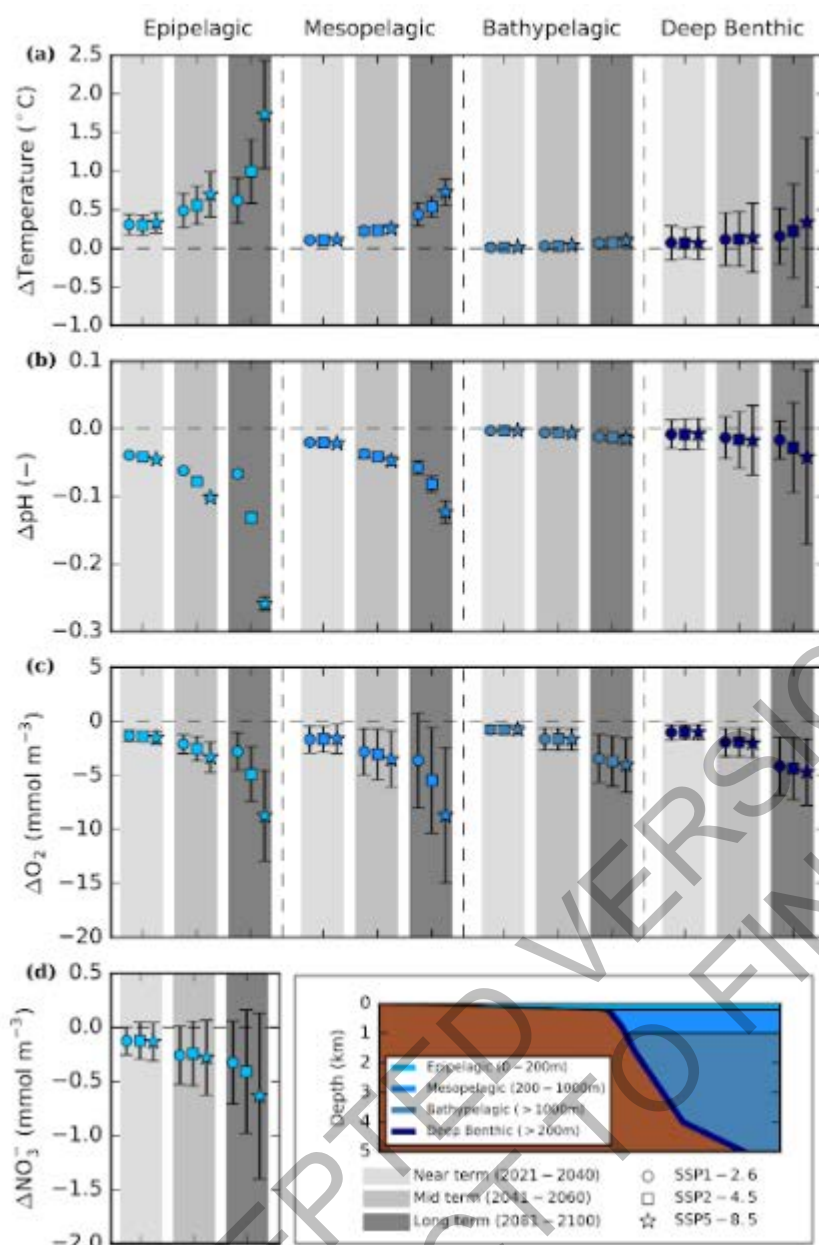 Epipelagic Mesopelagic Bathypelagic Deep Benthic
(a)
ΔTemperature (°C)
2.5
2.0
1.5
1.0
0.5
0.0
−0.5
−1.0
(b)
ΔpH (−)
0.1
0.0
−0.1
−0.2
−0.3
(c)
ΔO₂ (mmol m⁻³)
5
0
−5
−10
−15
−20
(d)
ΔNO₃⁻ (mmol m⁻³)
0.5
0.0
−0.5
−1.0
−1.5
−2.0
Depth (km)
0
1
2
3
4
5
Epipelagic (0−200m)
Mesopelagic (200−1000m)
Bathypelagic (>1000m)
Deep Benthic (>200m)
Near term (2021−2040) SSP1−2.6
Mid term (2041−2060) SSP2−4.5
Long term (2081−2100) SSP5−8.5